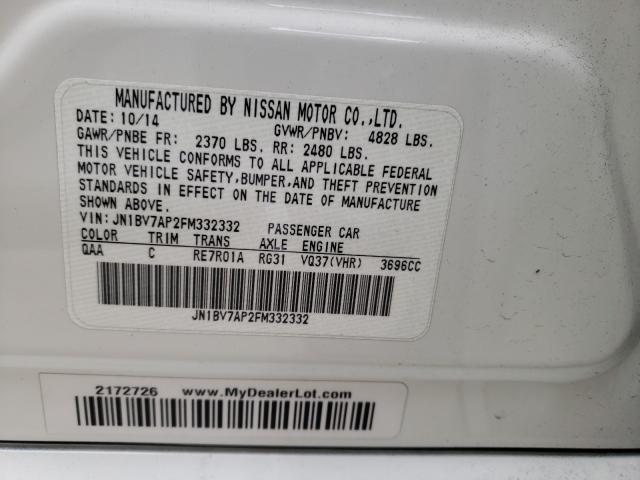 MANUFACTURED BY NISSAN MOTOR CO.,LTD.
DATE: 10/14 GVWR/PNBV: 4828 LBS.
GAWR/PNBE FR: 2370 LBS. RR: 2480 LBS.
THIS VEHICLE CONFORMS TO ALL APPLICABLE FEDERAL
MOTOR VEHICLE SAFETY,BUMPER,AND THEFT PREVENTION
STANDARDS IN EFFECT ON THE DATE OF MANUFACTURE
SHOWN ABOVE.
VIN:JN1BV7AP2FM332332 PASSENGER CAR
COLOR TRIM TRANS AXLE ENGINE
QAA C RE7R01A RG31 VQ37(VHR) 3696CC
JN1BV7AP2FM332332
2172726 www.MyDealerLot.com